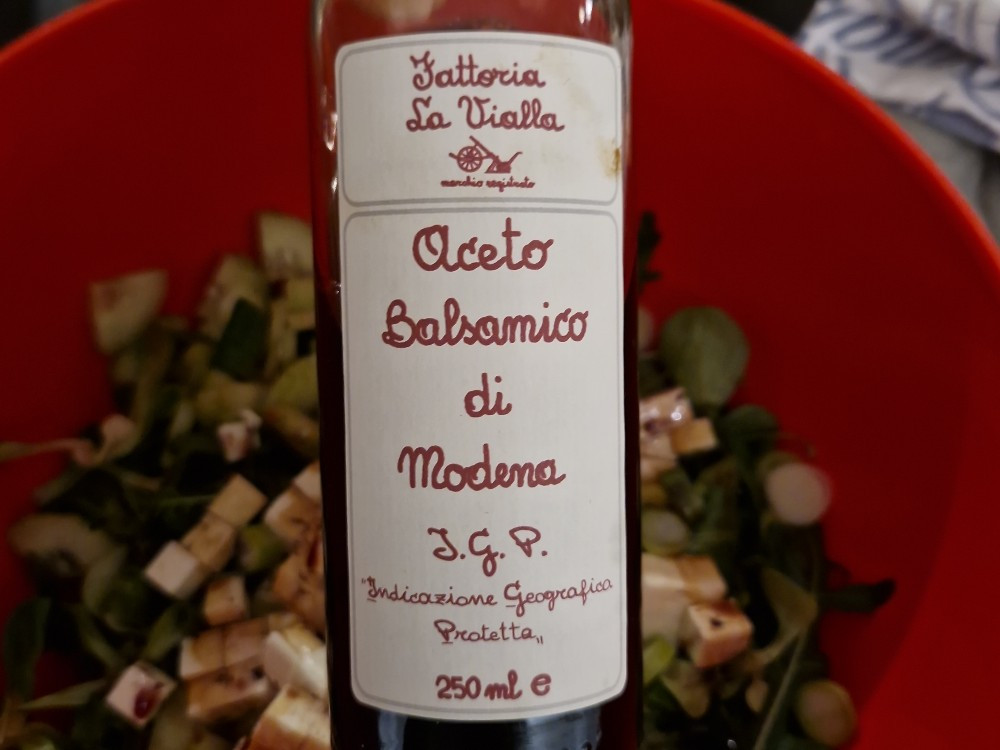 Fattoria
La Vialla
marchio registrato
Aceto
Balsamico
di
Modena
I.G.P.
"Indicazione Geografica
Protetta„
250 ml e